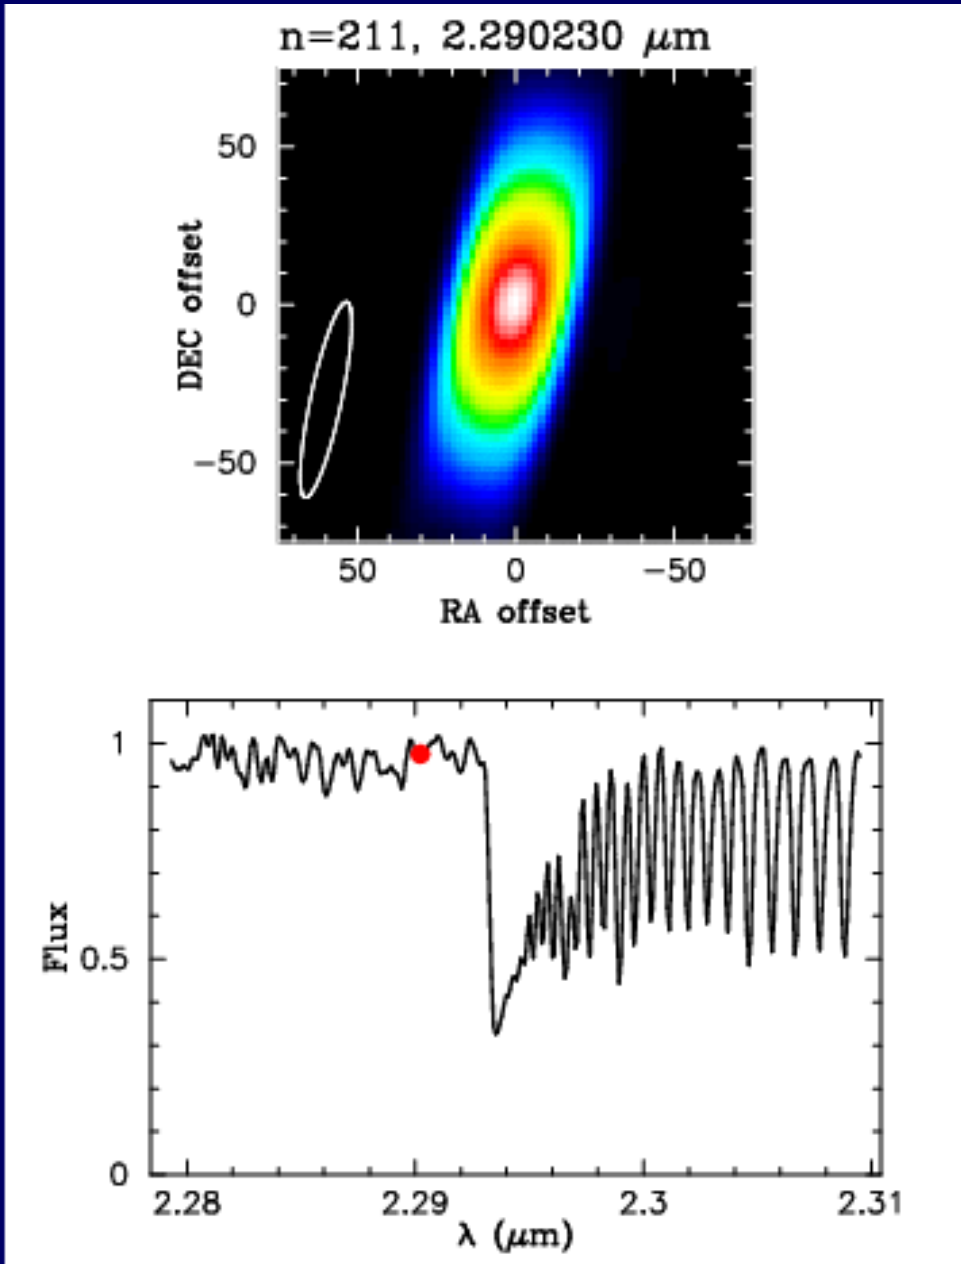 n=211, 2.290230 μm
50
0
−50
DEC offset
50 0 −50
RA offset
1
0.5
0
Flux
2.28 2.29 2.3 2.31
λ (μm)